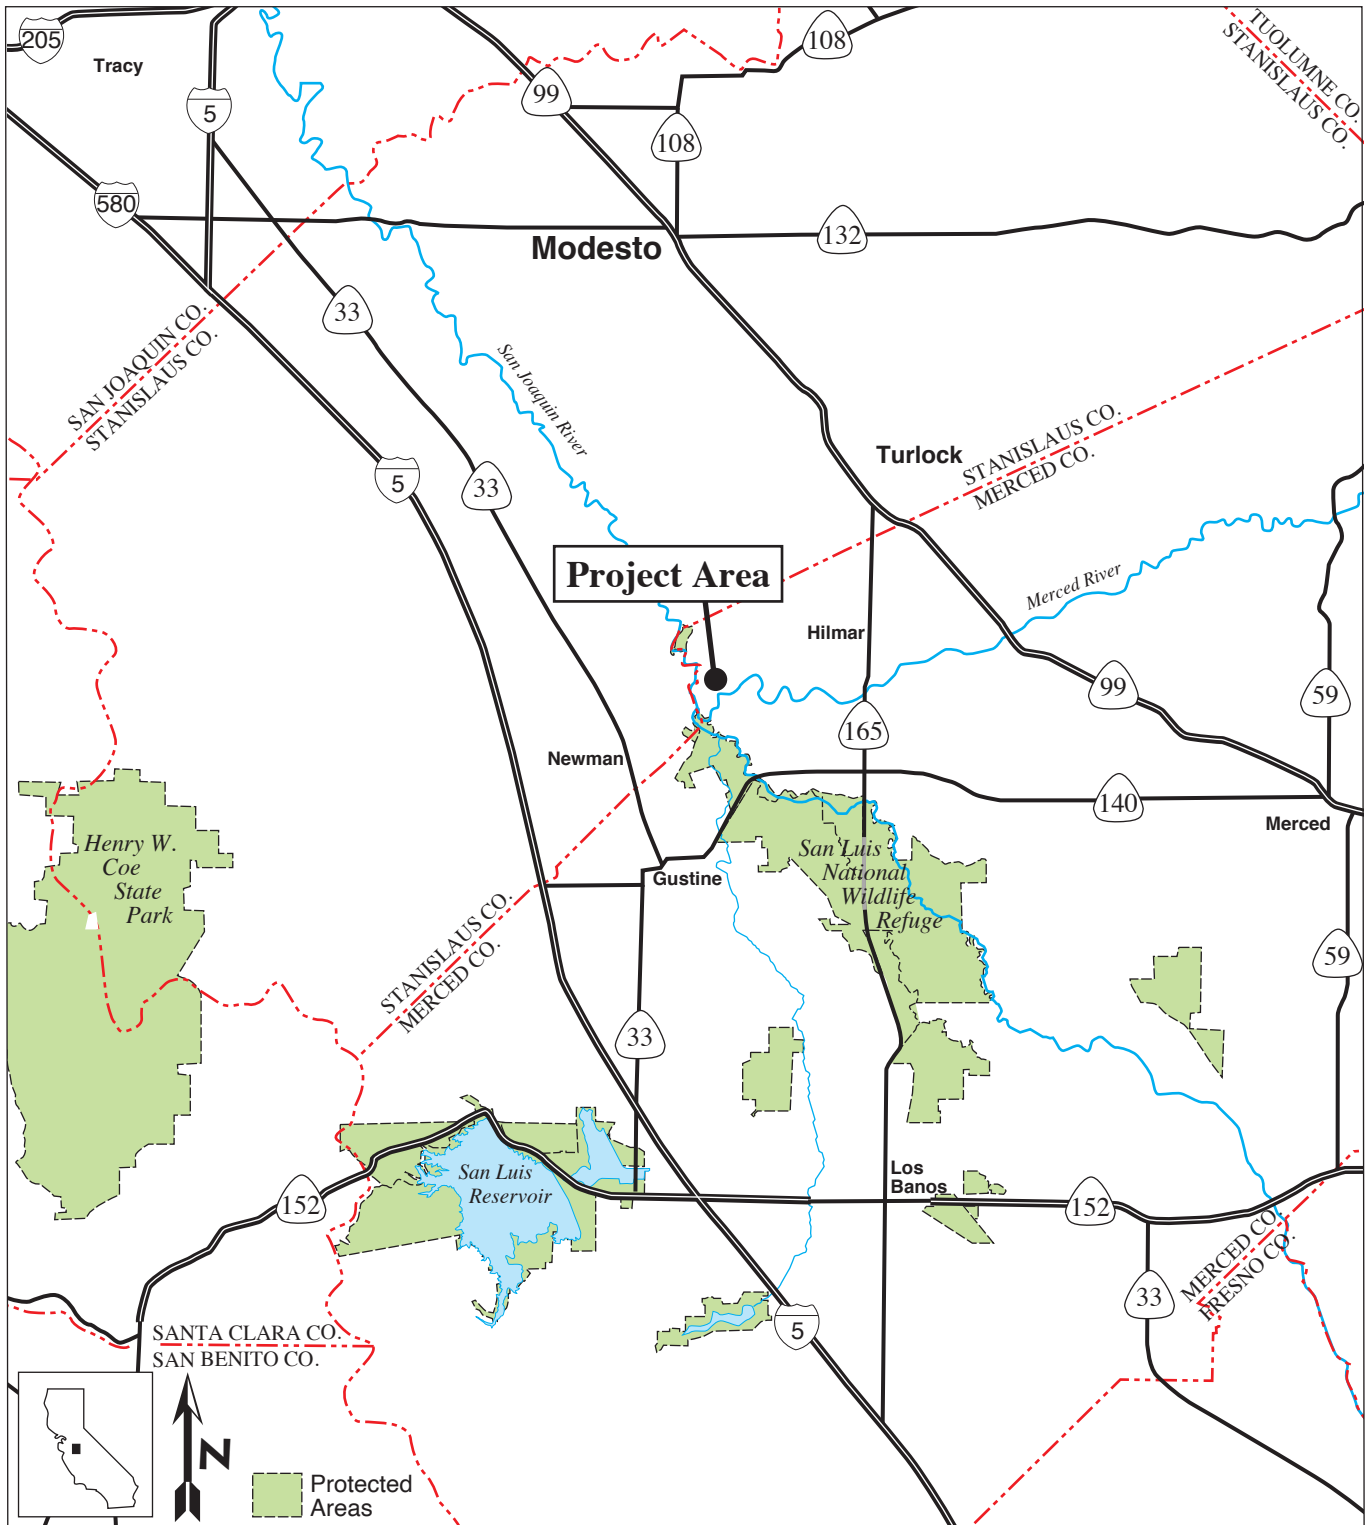 205
Tracy
108
TUOLUMNE CO.
STANISLAUS CO.
99
5
108
580
132
Modesto
33
SAN JOAQUIN CO.
STANISLAUS CO.
San Joaquin River
Turlock
STANISLAUS CO.
MERCED CO.
5
33
Project Area
Merced River
Hilmar
99
59
165
Newman
140
Merced
Henry W.
Coe
State
Park
San Luis
National
Wildlife
Refuge
Gustine
STANISLAUS CO.
MERCED CO.
59
33
San Luis
Reservoir
Los
Banos
152
152
MERCED CO.
FRESNO CO.
33
5
SANTA CLARA CO.
SAN BENITO CO.
N
Protected
Areas